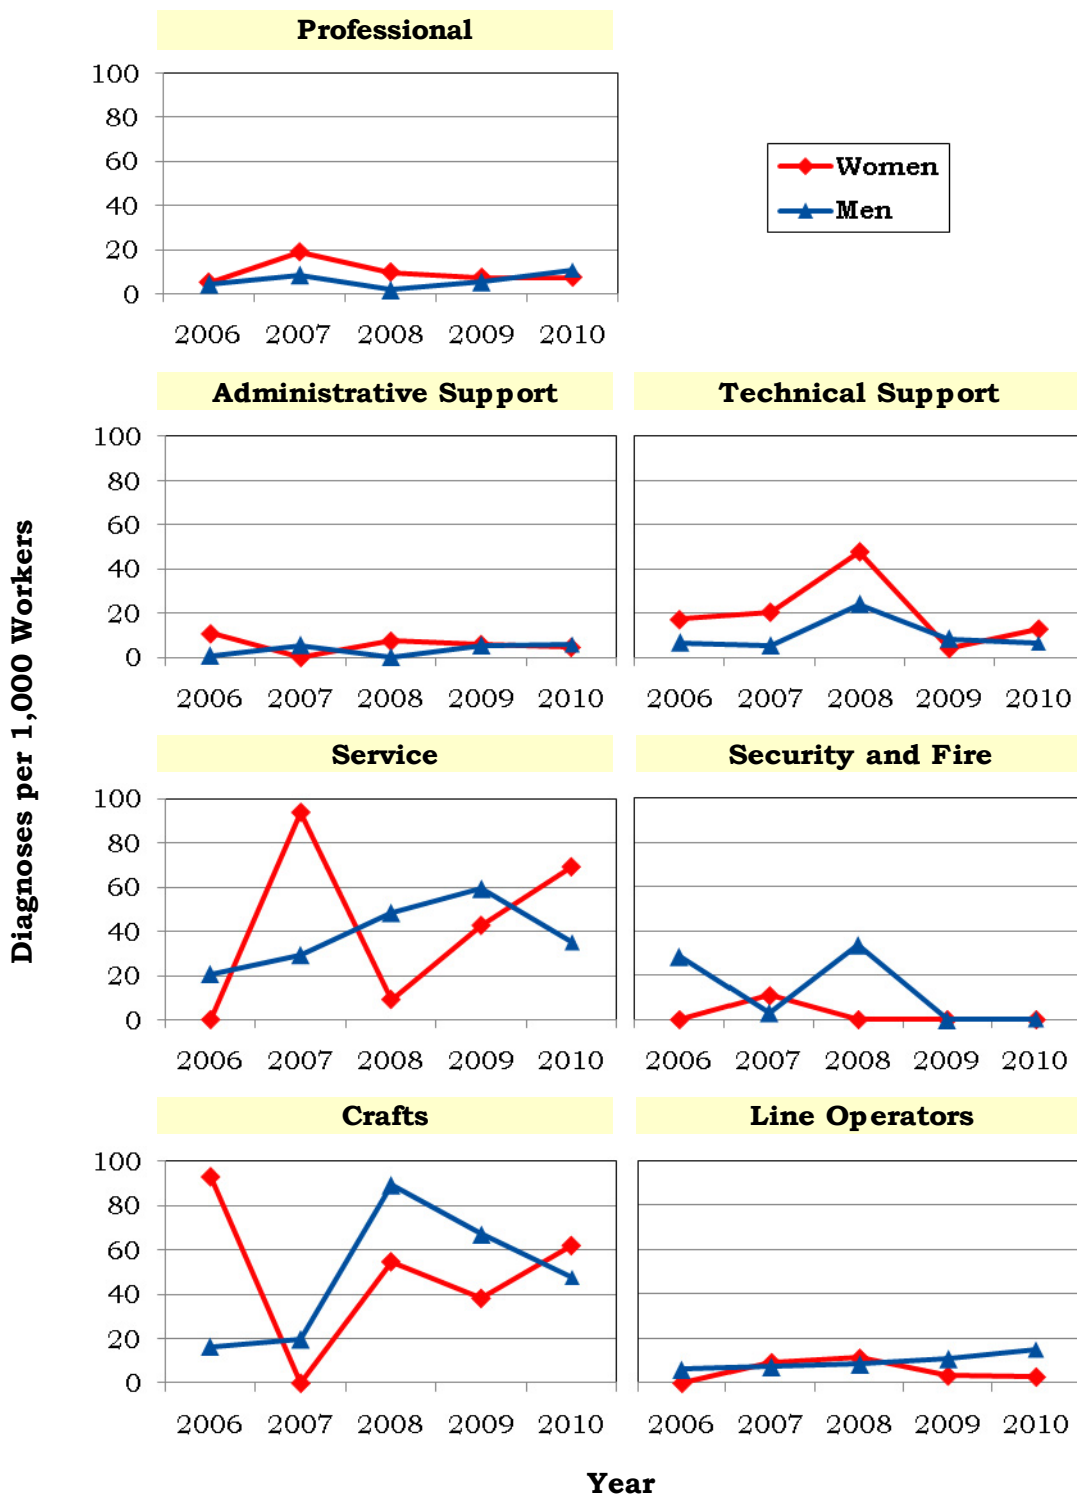 Professional
100
80
60
40
20
0
2006 2007 2008 2009 2010
Women
Men
Diagnoses per 1,000 Workers
Administrative Support
100
80
60
40
20
0
2006 2007 2008 2009 2010
Technical Support
2006 2007 2008 2009 2010
Service
100
80
60
40
20
0
2006 2007 2008 2009 2010
Security and Fire
2006 2007 2008 2009 2010
Crafts
100
80
60
40
20
0
2006 2007 2008 2009 2010
Line Operators
2006 2007 2008 2009 2010
Year